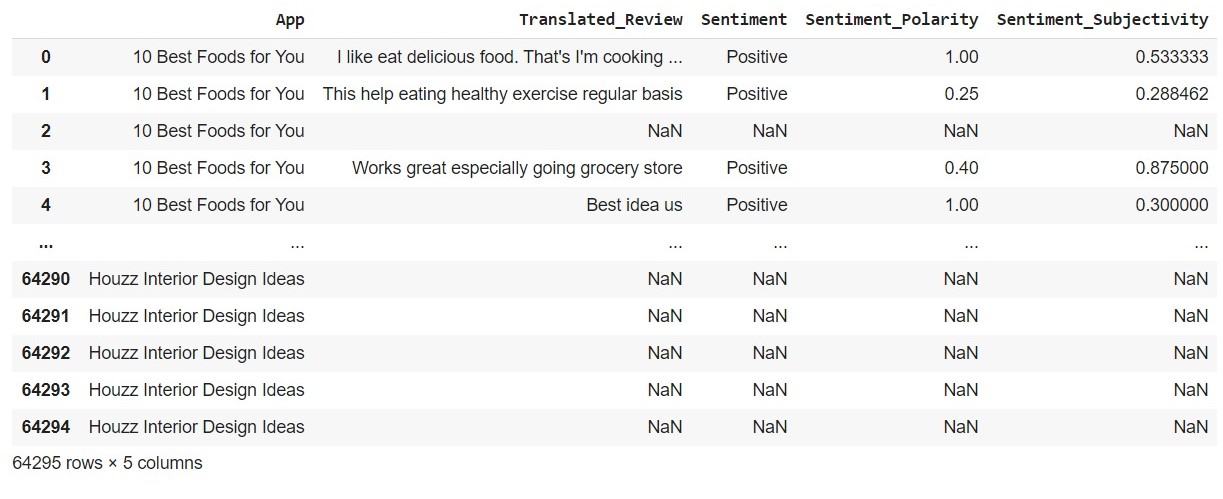 App Translated_Review Sentiment Sentiment_Polarity Sentiment_Subjectivity
0 10 Best Foods for You I like eat delicious food. That's I'm cooking ... Positive 1.00 0.533333
1 10 Best Foods for You This help eating healthy exercise regular basis Positive 0.25 0.288462
2 10 Best Foods for You NaN NaN NaN NaN
3 10 Best Foods for You Works great especially going grocery store Positive 0.40 0.875000
4 10 Best Foods for You Best idea us Positive 1.00 0.300000
... ... ... ... ... ...
64290 Houzz Interior Design Ideas NaN NaN NaN NaN
64291 Houzz Interior Design Ideas NaN NaN NaN NaN
64292 Houzz Interior Design Ideas NaN NaN NaN NaN
64293 Houzz Interior Design Ideas NaN NaN NaN NaN
64294 Houzz Interior Design Ideas NaN NaN NaN NaN
64295 rows × 5 columns